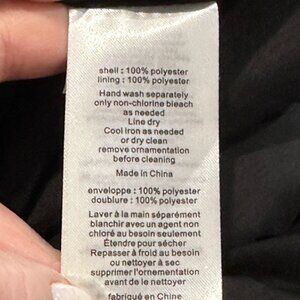 shell : 100% polyester
lining : 100% polyester
Hand wash separately
only non-chlorine bleach
as needed
Line dry
Cool iron as needed
or dry clean
remove ornamentation
before cleaning
Made in China
enveloppe : 100% polyester
doublure : 100% polyester
Laver à la main séparément
blanchir avec un agent non
chloré au besoin seulement
Étendre pour sécher
Repasser à froid au besoin
ou nettoyer à sec
supprimer l'ornementation
avant de le nettoyer
fabriqué en Chine